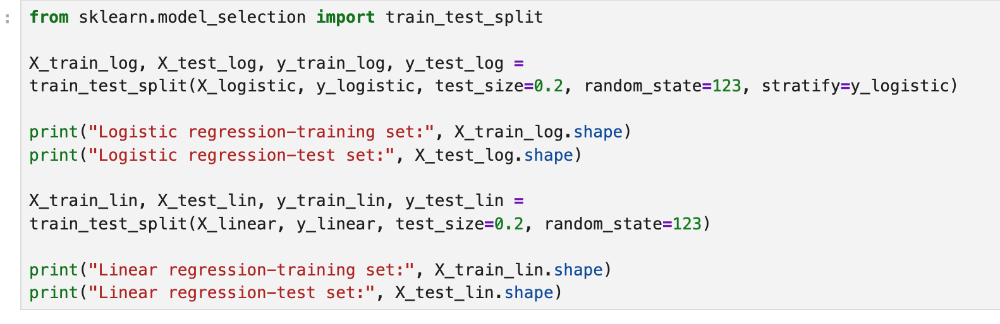 :
from sklearn.model_selection import train_test_split
X_train_log, X_test_log, y_train_log, y_test_log =
train_test_split(X_logistic, y_logistic, test_size=0.2, random_state=123, stratify=y_logistic)
print("Logistic regression-training set:", X_train_log.shape)
print("Logistic regression-test set:", X_test_log.shape)
X_train_lin, X_test_lin, y_train_lin, y_test_lin =
train_test_split(X_linear, y_linear, test_size=0.2, random_state=123)
print("Linear regression-training set:", X_train_lin.shape)
print("Linear regression-test set:", X_test_lin.shape)